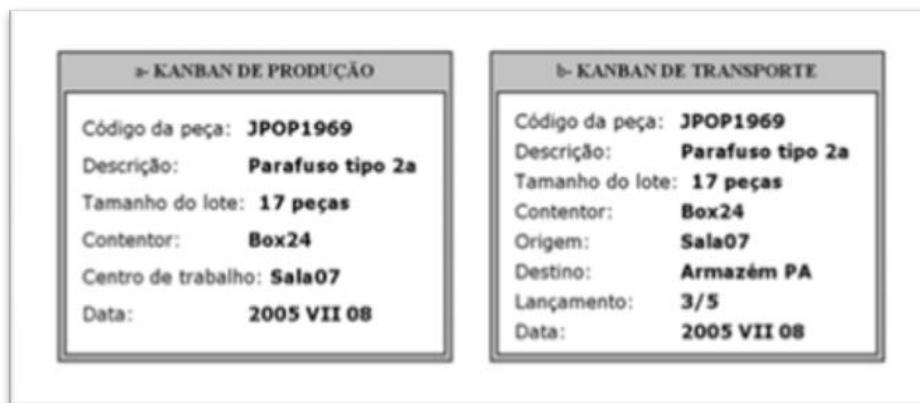 a- KANBAN DE PRODUÇÃO
Código da peça: JPOP1969
Descrição: Parafuso tipo 2a
Tamanho do lote: 17 peças
Contentor: Box24
Centro de trabalho: Sala07
Data: 2005 VII 08
b- KANBAN DE TRANSPORTE
Código da peça: JPOP1969
Descrição: Parafuso tipo 2a
Tamanho do lote: 17 peças
Contentor: Box24
Origem: Sala07
Destino: Armazém PA
Lançamento: 3/5
Data: 2005 VII 08